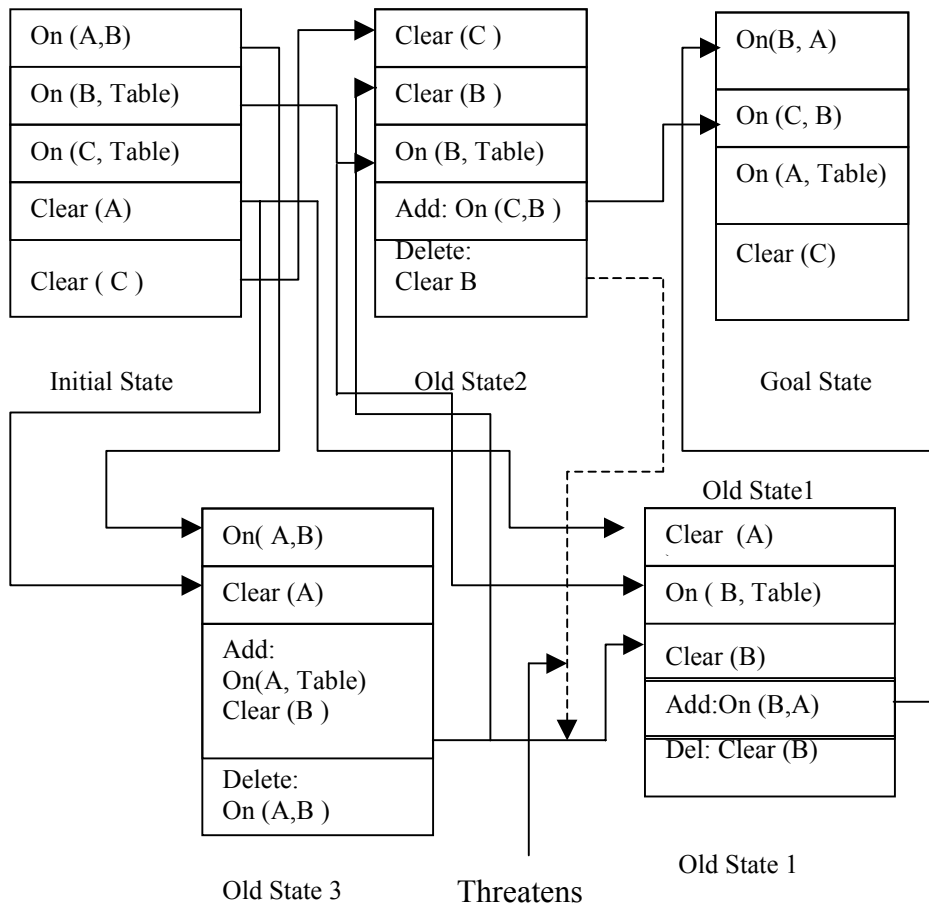 On (A,B)
On (B, Table)
On (C, Table)
Clear (A)
Clear ( C )
Initial State
Clear (C )
Clear (B )
On (B, Table)
Add: On (C,B )
Delete:
Clear B
Old State2
On(B, A)
On (C, B)
On (A, Table)
Clear (C)
Goal State
On( A,B)
Clear (A)
Add:
On(A, Table)
Clear (B )
Delete:
On (A,B )
Old State 3
Threatens
Old State1
Clear  (A)
On ( B, Table)
Clear (B)
Add:On (B,A)
Del: Clear (B)
Old State 1